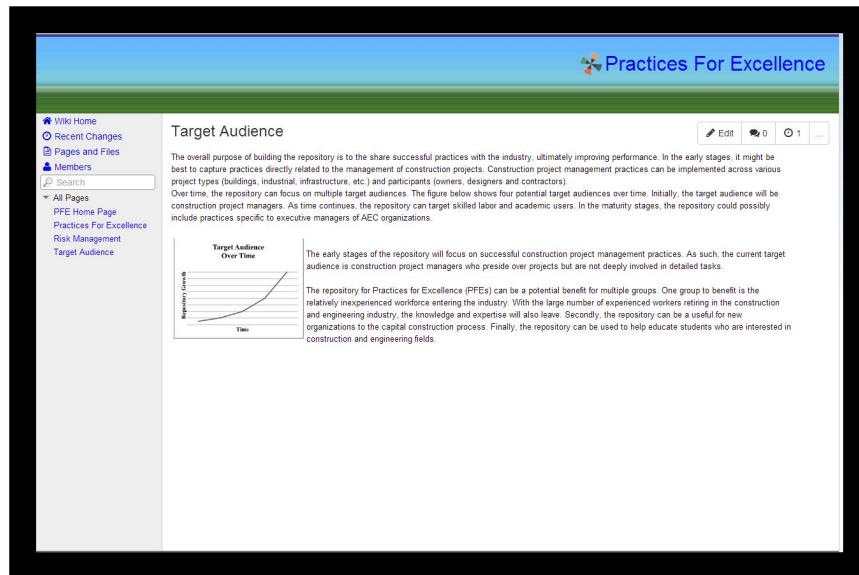 Practices For Excellence
Wiki Home
Recent Changes
Pages and Files
Members
Search
All Pages
PFE Home Page
Practices For Excellence
Risk Management
Target Audience
Target Audience
Edit
0
1
...
The overall purpose of building the repository is to the share successful practices with the industry, ultimately improving performance. In the early stages, it might be
best to capture practices directly related to the management of construction projects. Construction project management practices can be implemented across various
project types (buildings, industrial, infrastructure, etc.) and participants (owners, designers and contractors).
Over time, the repository can focus on multiple target audiences. The figure below shows four potential target audiences over time. Initially, the target audience will be
construction project managers. As time continues, the repository can target skilled labor and academic users. In the maturity stages, the repository could possibly
include practices specific to executive managers of AEC organizations.
Target Audience
Over Time
Repository Growth
Time
The early stages of the repository will focus on successful construction project management practices. As such, the current target
audience is construction project managers who preside over projects but are not deeply involved in detailed tasks.
The repository for Practices for Excellence (PFEs) can be a potential benefit for multiple groups. One group to benefit is the
relatively inexperienced workforce entering the industry. With the large number of experienced workers retiring in the construction
and engineering industry, the knowledge and expertise will also leave. Secondly, the repository can be a useful for new
organizations to the capital construction process. Finally, the repository can be used to help educate students who are interested in
construction and engineering fields.